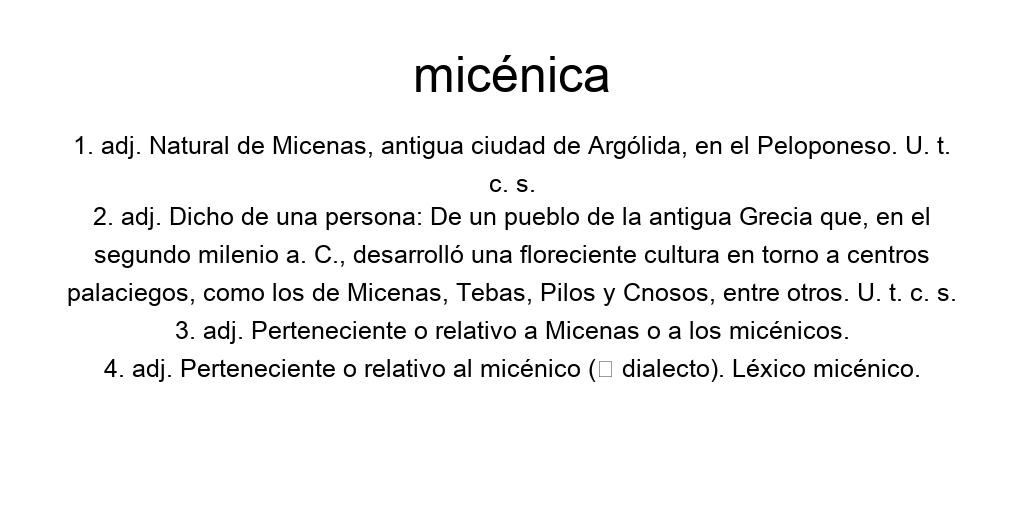 micénica
1. adj. Natural de Micenas, antigua ciudad de Argólida, en el Peloponeso. U. t.
c. s.
2. adj. Dicho de una persona: De un pueblo de la antigua Grecia que, en el
segundo milenio a. C., desarrolló una floreciente cultura en torno a centros
palaciegos, como los de Micenas, Tebas, Pilos y Cnosos, entre otros. U. t. c. s.
3. adj. Perteneciente o relativo a Micenas o a los micénicos.
4. adj. Perteneciente o relativo al micénico (▯ dialecto). Léxico micénico.